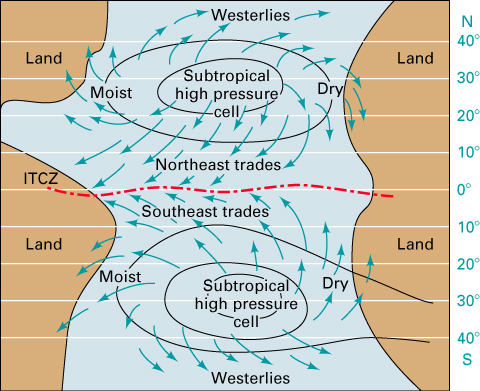 Westerlies
N
40°
Land
Land
Subtropical
high pressure
cell
30°
Moist
Dry
20°
10°
Northeast trades
ITCZ
0°
Southeast trades
10°
Land
Land
20°
Moist
Subtropical
high pressure
cell
Dry
30°
40°
S
Westerlies